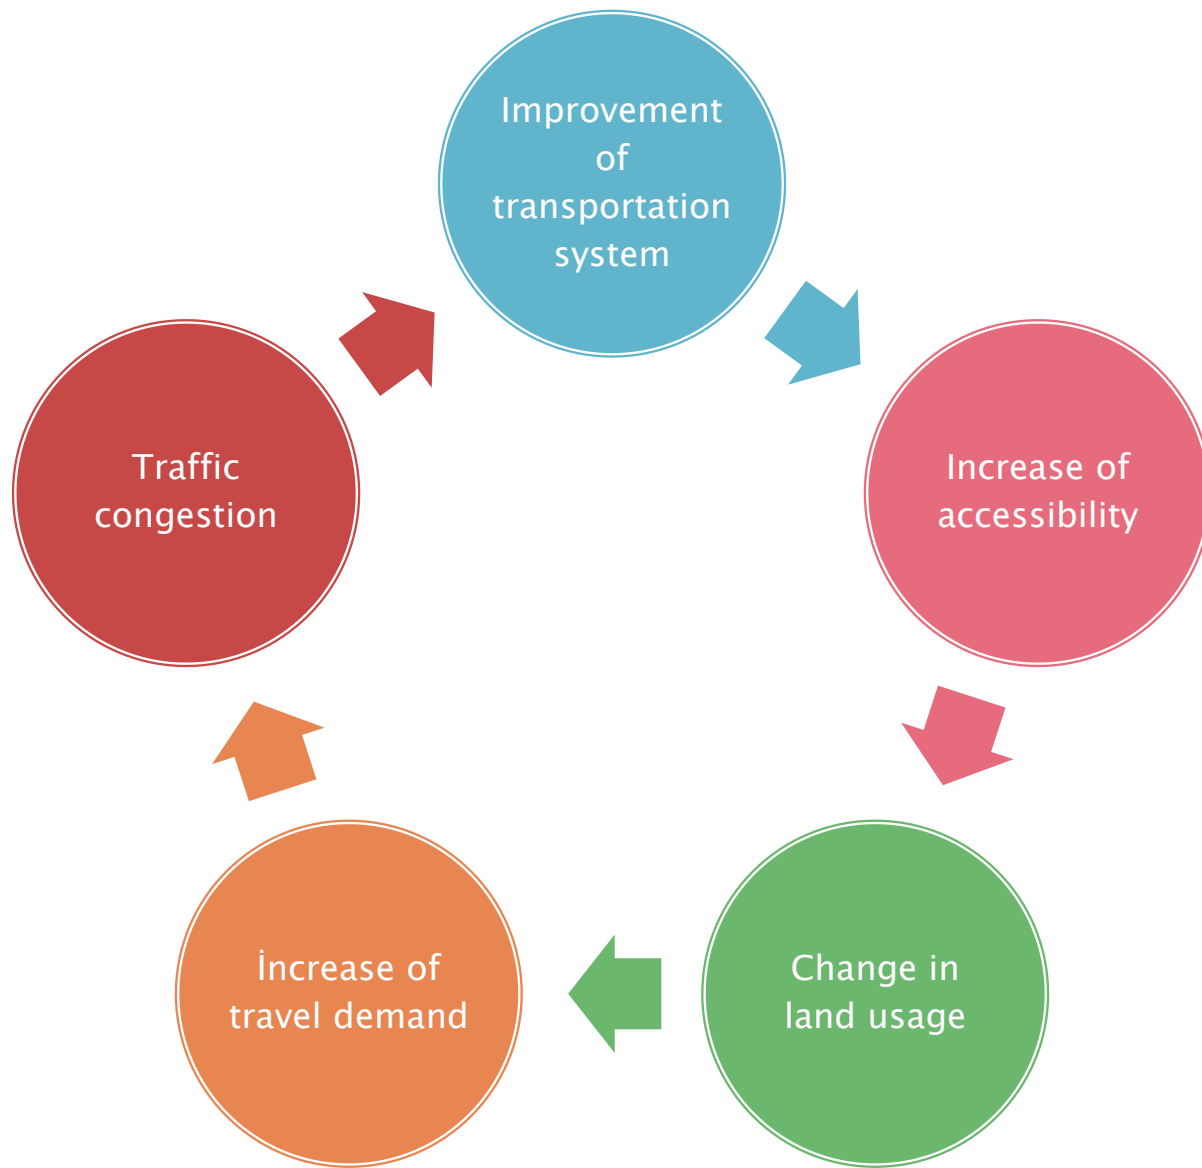 Improvement
of
transportation
system
Increase of
accessibility
Change in
land usage
İncrease of
travel demand
Traffic
congestion